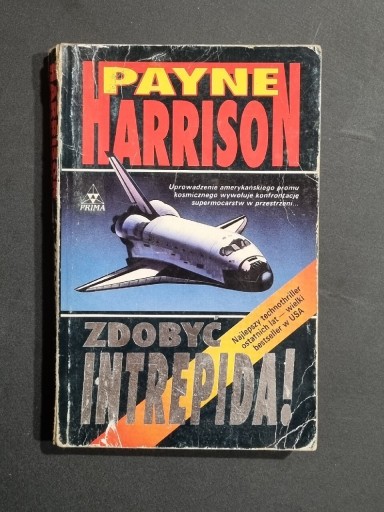 PAYNE
HARRISON
Uprowadzenie amerykańskiego promu
kosmicznego wywołuje konfrontację
supermocarstw w przestrzeni...
PRIMA
Najlepszy technothriller
ostatnich lat — wielki
bestseller w USA
ZDOBYĆ
INTREPIDA!
HARRISON